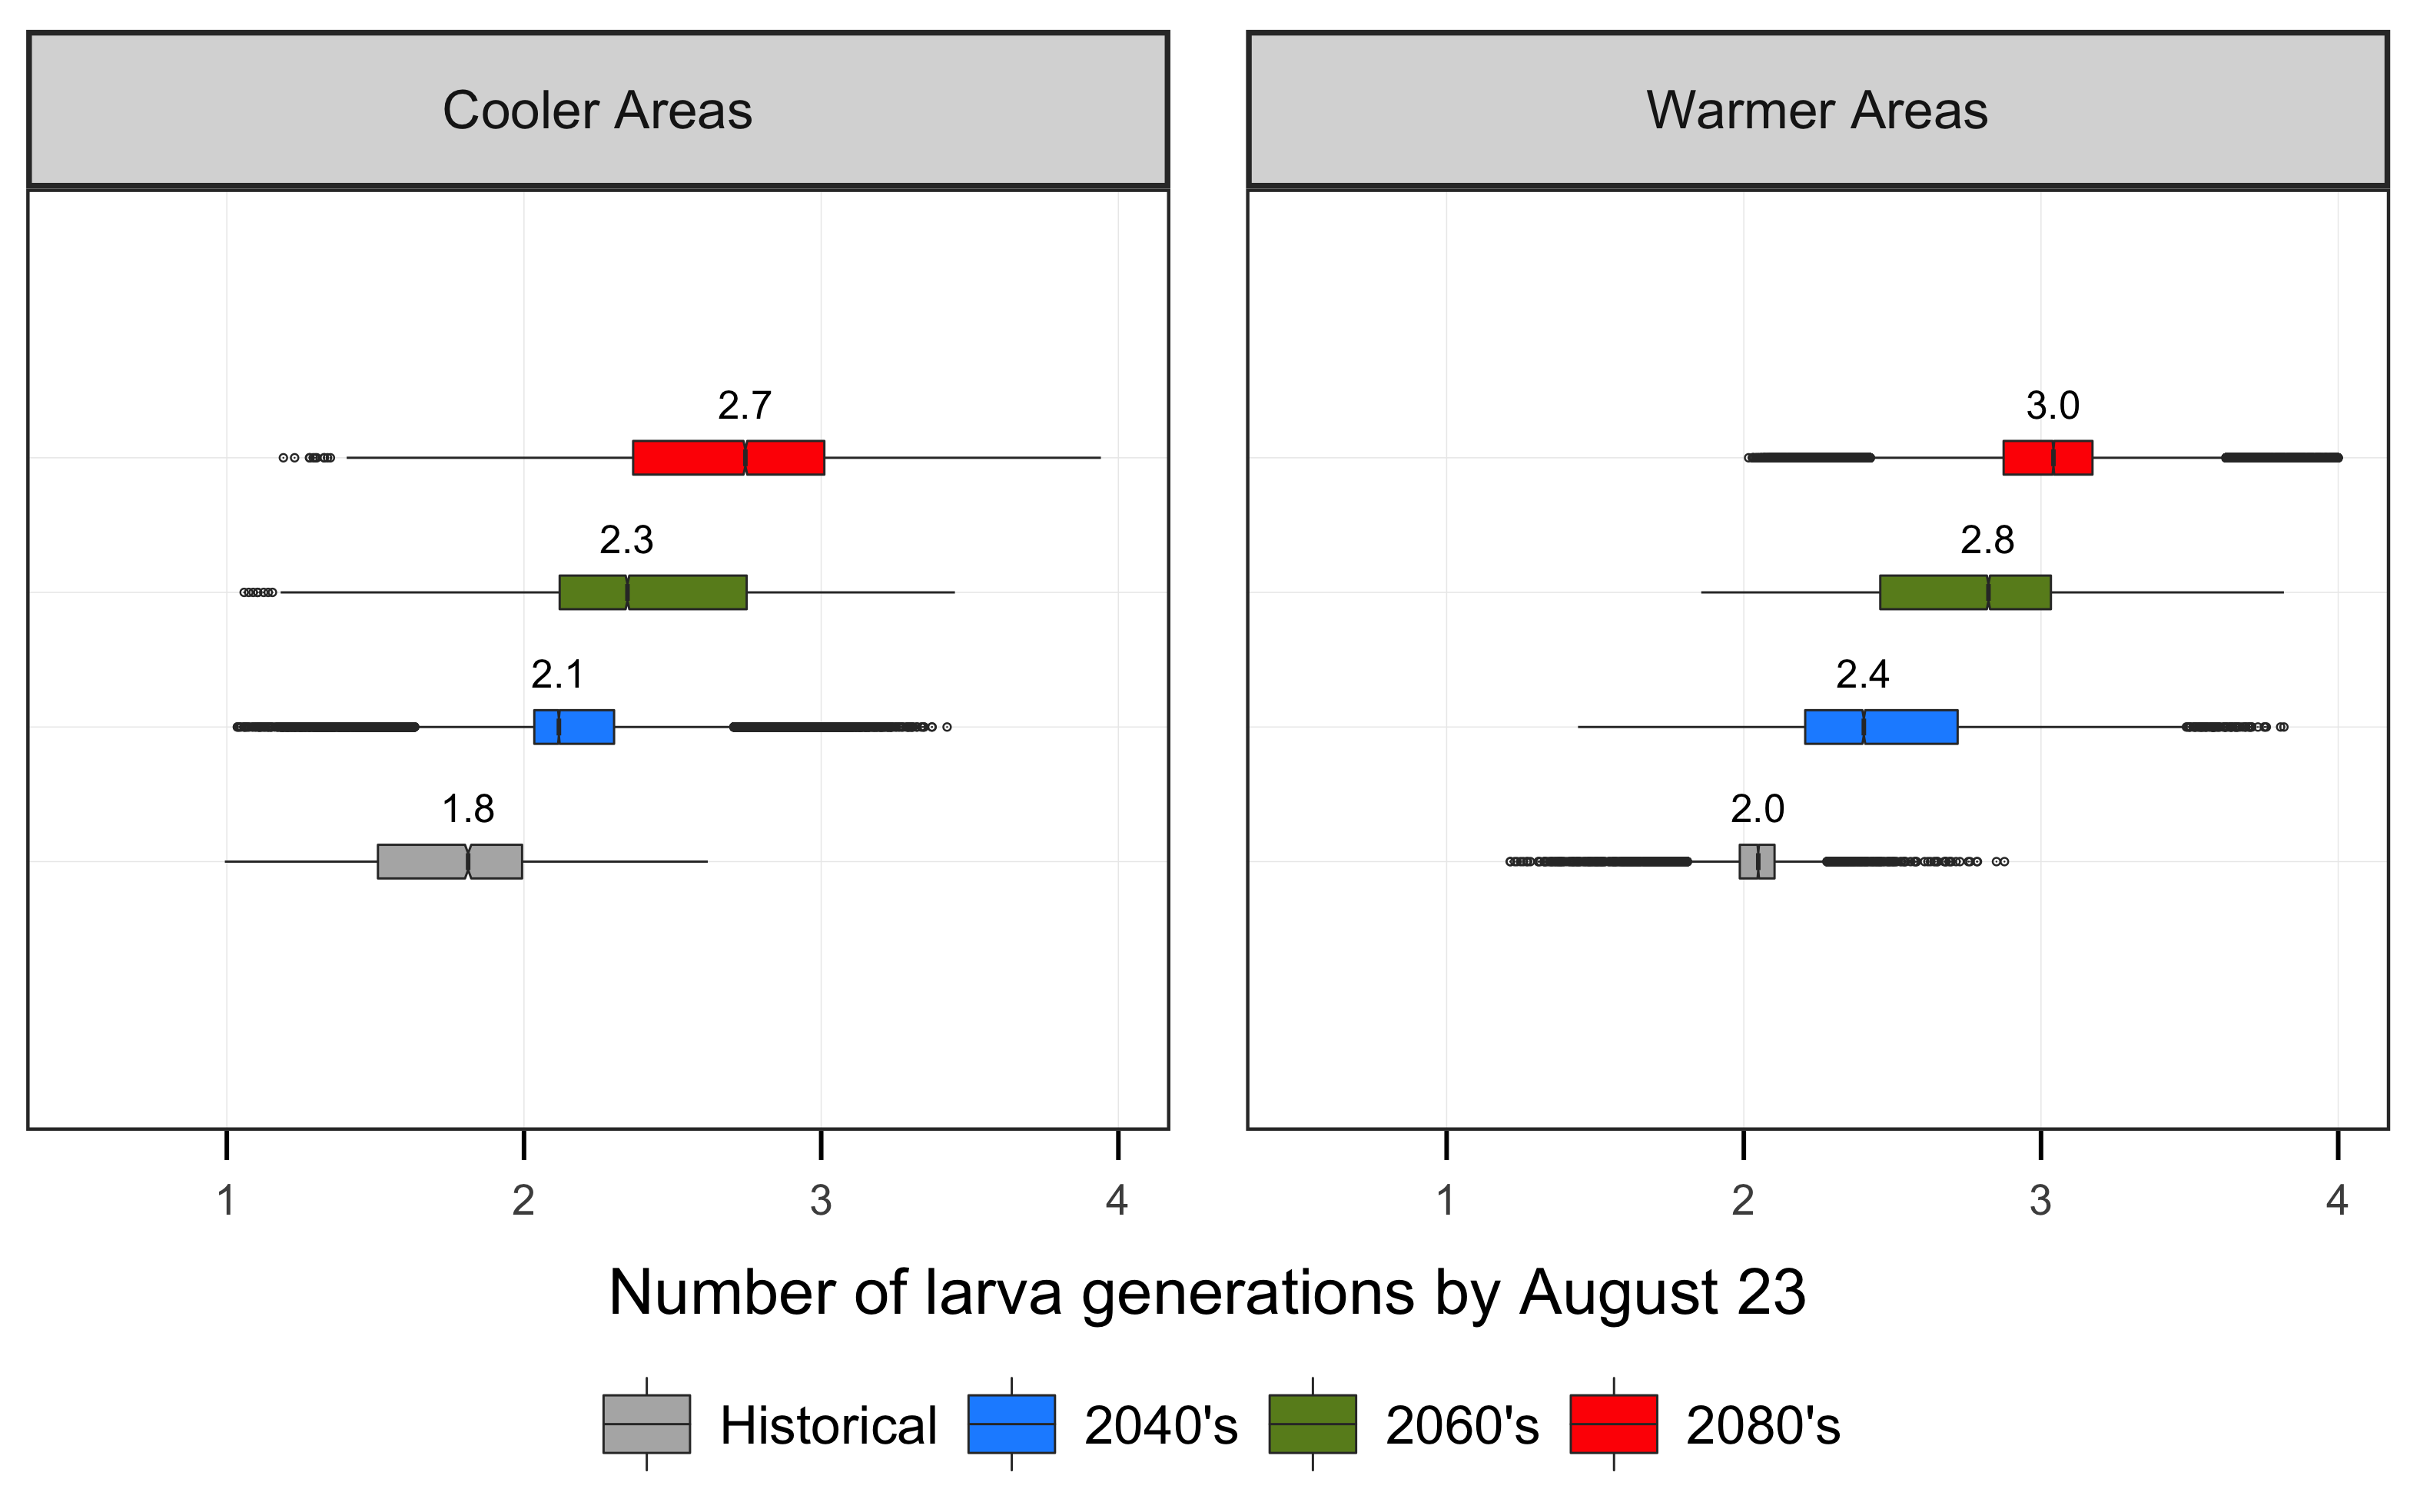 Cooler Areas
Warmer Areas
2.7
2.3
2.1
1.8
3.0
2.8
2.4
2.0
1 2 3 4
1 2 3 4
Number of larva generations by August 23
Historical 2040's 2060's 2080's